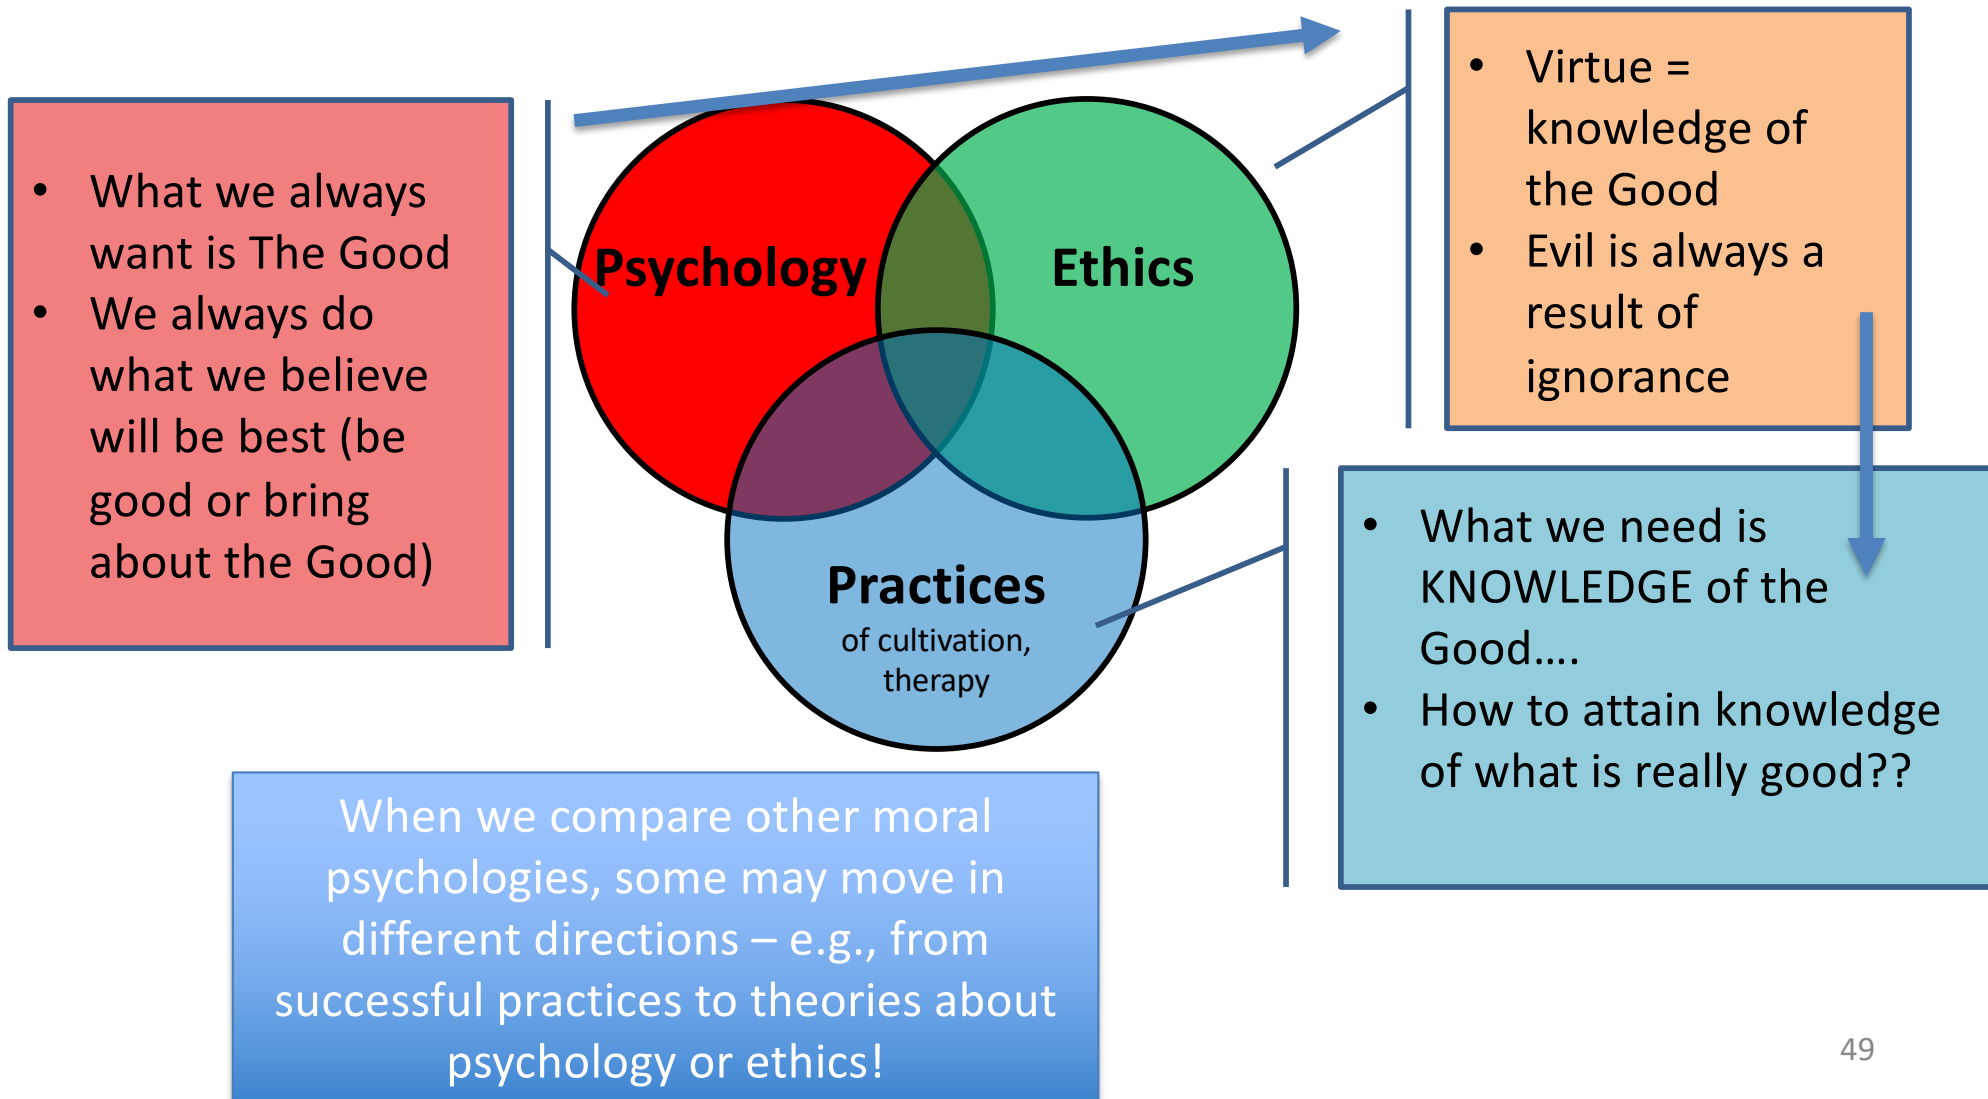 • What we always
want is The Good
• We always do
what we believe
will be best (be
good or bring
about the Good)
Psychology
Ethics
Practices
of cultivation,
therapy
• Virtue =
knowledge of
the Good
• Evil is always a
result of
ignorance
• What we need is
KNOWLEDGE of the
Good....
• How to attain knowledge
of what is really good??
When we compare other moral
psychologies, some may move in
different directions – e.g., from
successful practices to theories about
psychology or ethics!
49